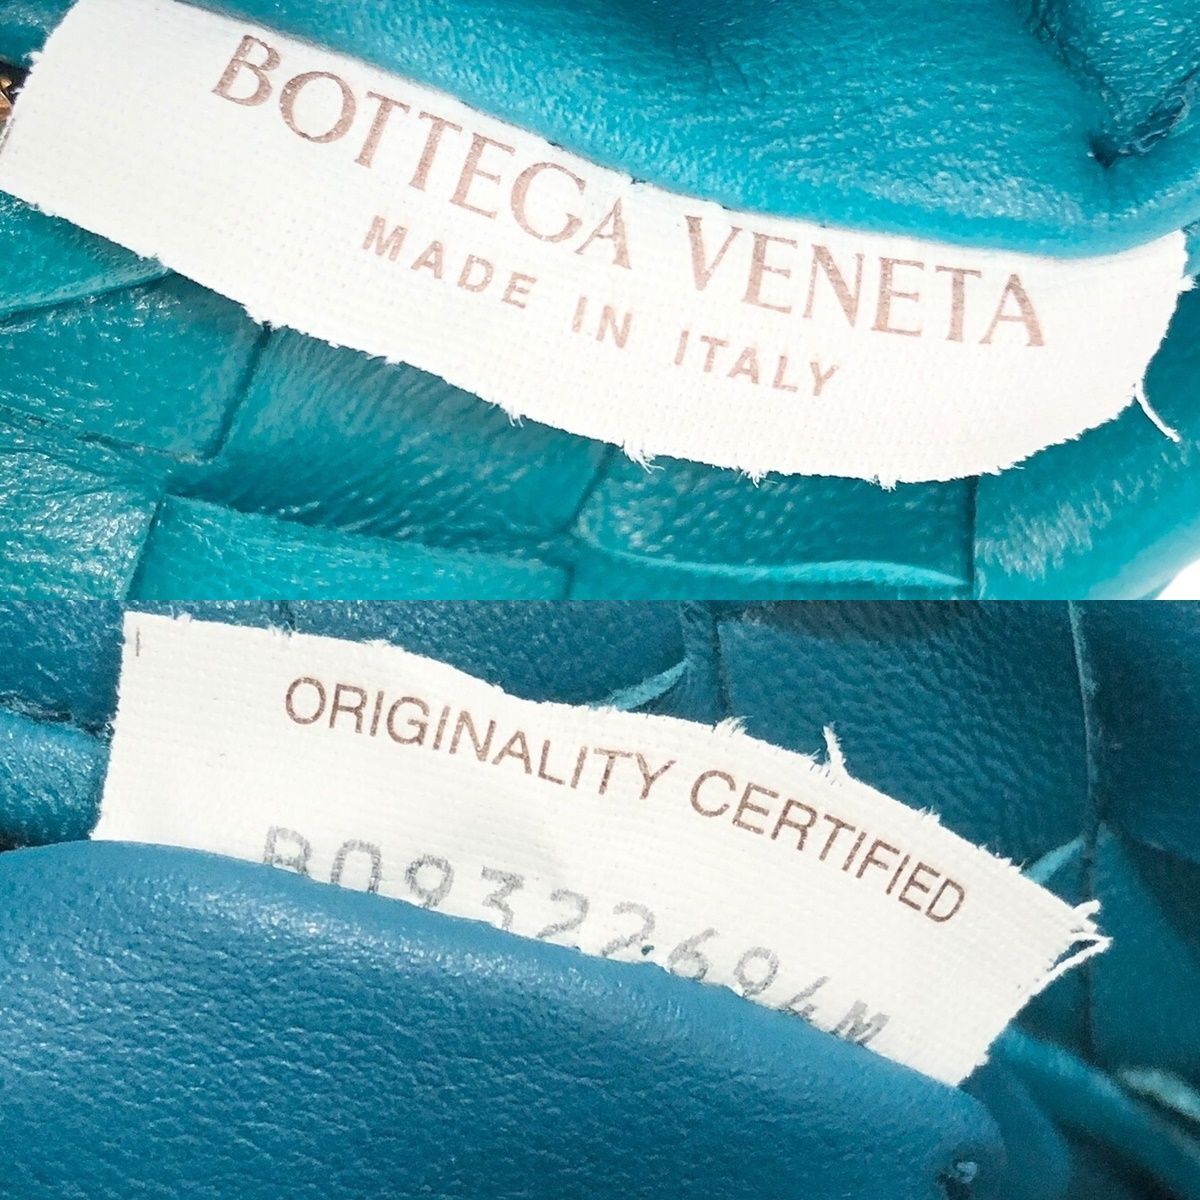 BOTTEGA VENETA
MADE IN ITALY
ORIGINALITY CERTIFIED
B09322694M